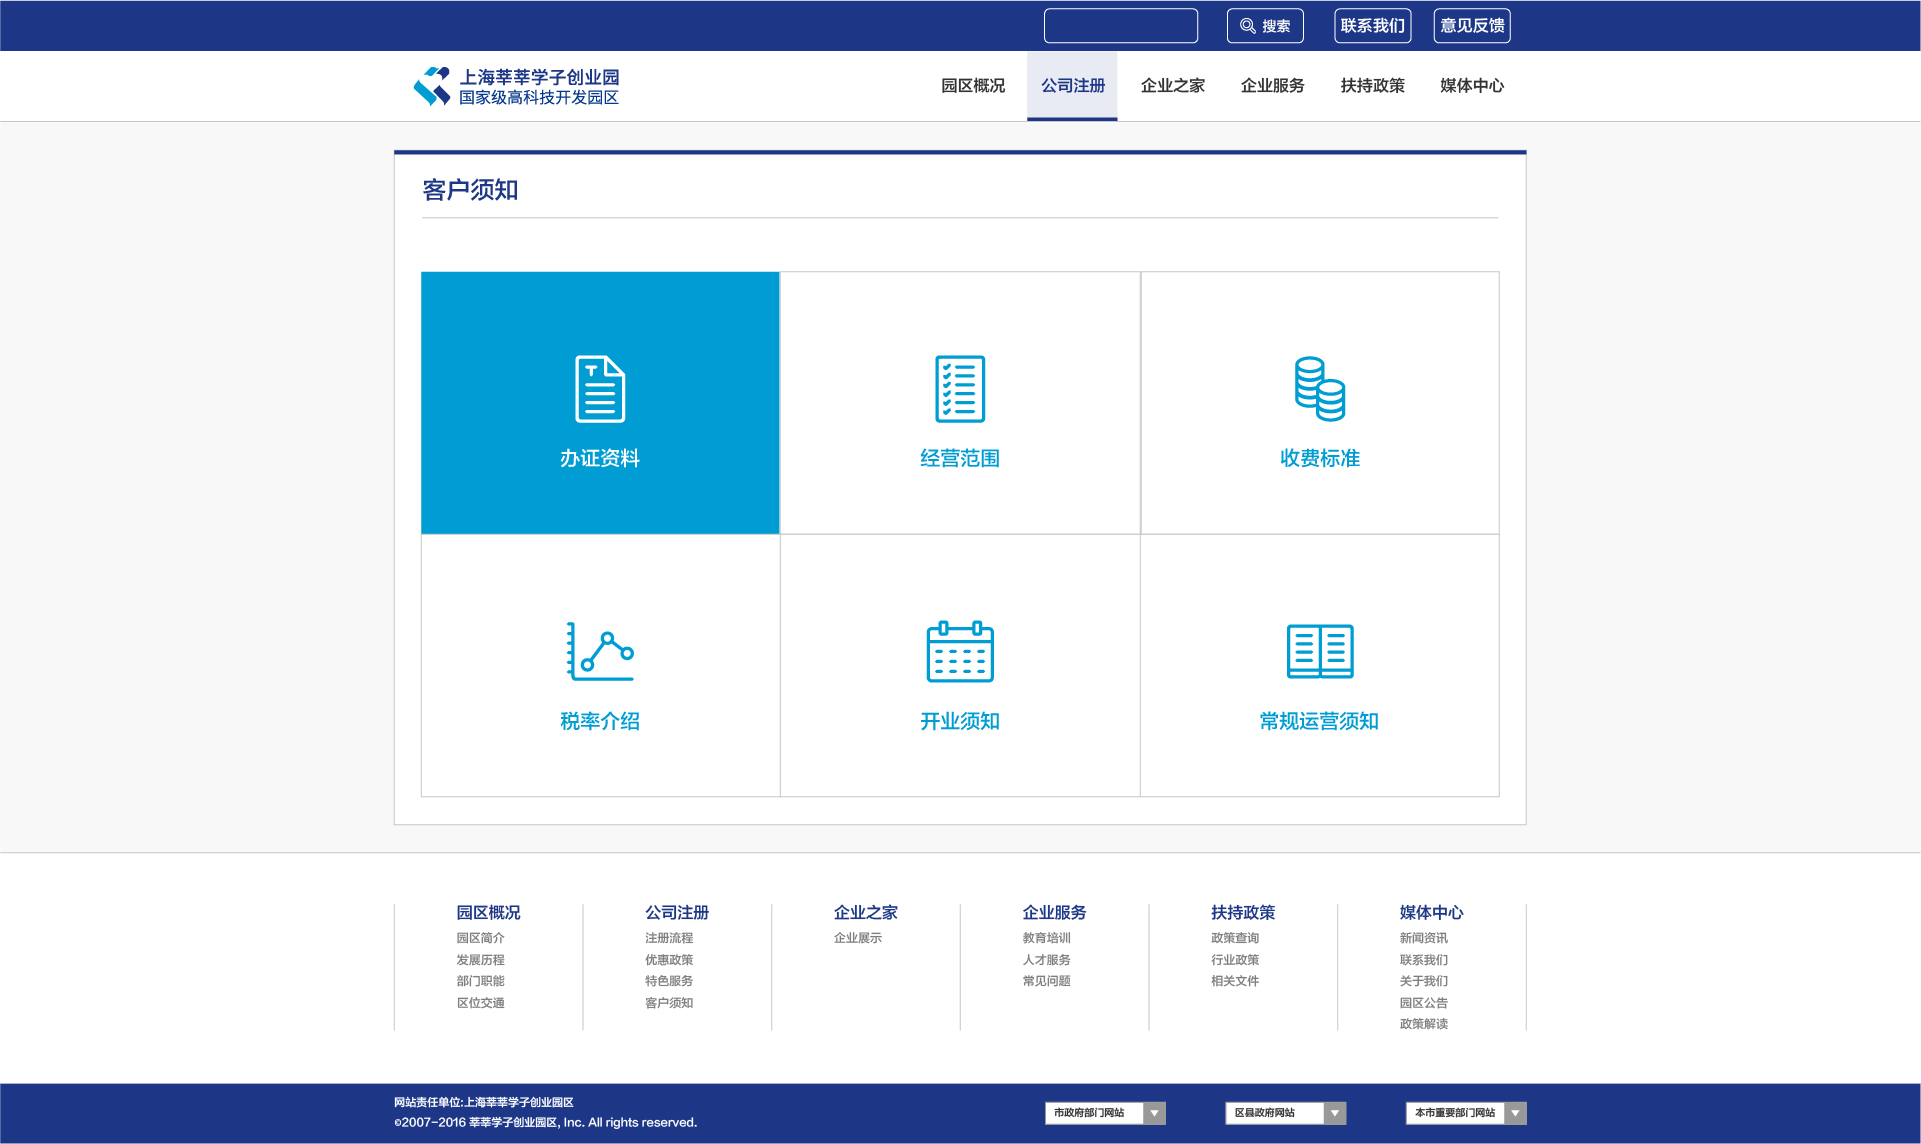 搜索
联系我们
意见反馈
上海莘莘学子创业园
国家级高科技开发园区
园区概况
公司注册
企业之家
企业服务
扶持政策
媒体中心
客户须知
办证资料
经营范围
收费标准
税率介绍
开业须知
常规运营须知
园区概况
园区简介
发展历程
部门职能
区位交通
公司注册
注册流程
优惠政策
特色服务
客户须知
企业之家
企业展示
企业服务
教育培训
人才服务
常见问题
扶持政策
政策查询
行业政策
相关文件
媒体中心
新闻资讯
联系我们
关于我们
园区公告
政策解读
网站责任单位:上海莘莘学子创业园区
©2007-2016 莘莘学子创业园区, Inc. All rights reserved.
市政府部门网站
区县政府网站
本市重要部门网站